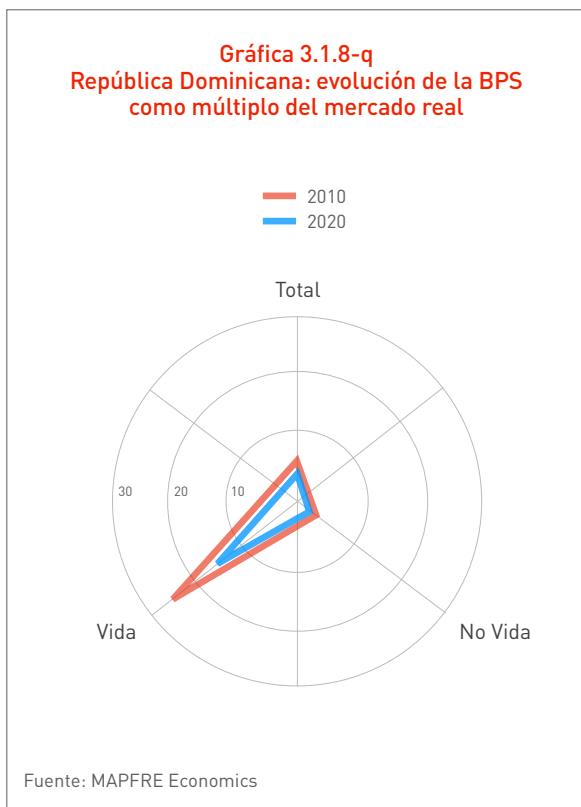 Gráfica 3.1.8-q
República Dominicana: evolución de la BPS
como múltiplo del mercado real
2010
2020
Total
30
20
10
Vida
No Vida
Fuente: MAPFRE Economics